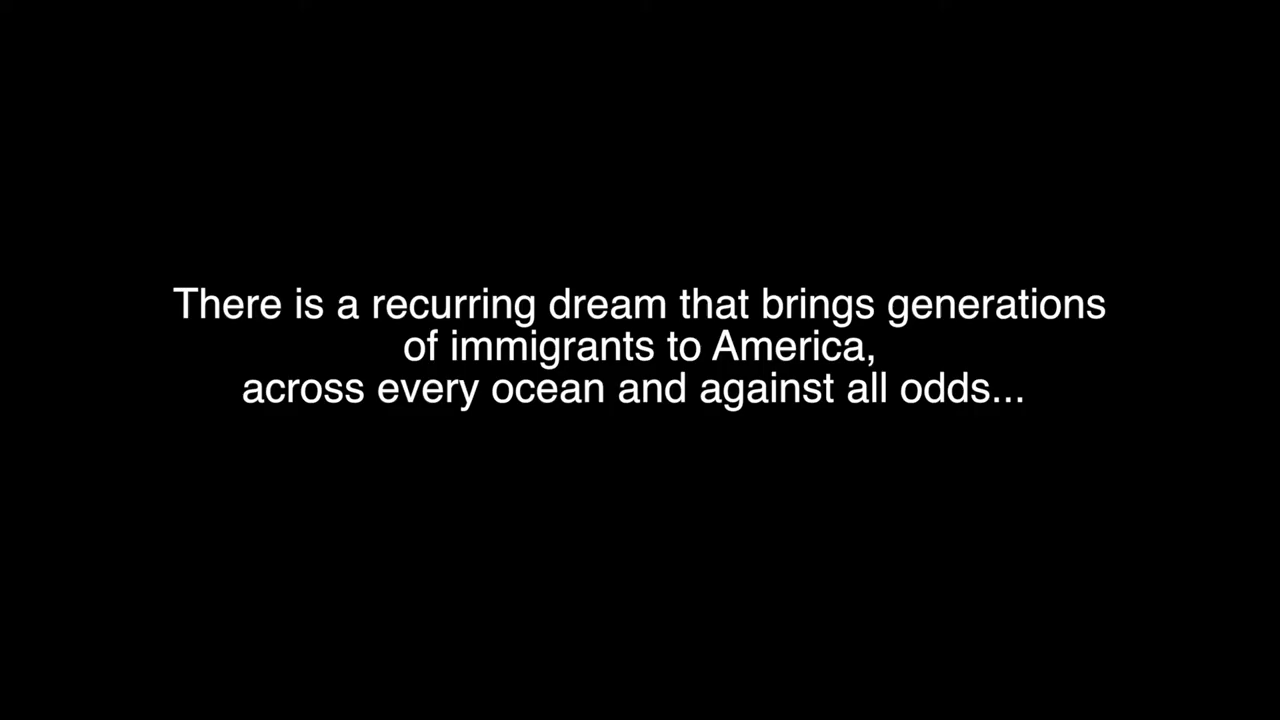 There is a recurring dream that brings generations
of immigrants to America,
across every ocean and against all odds...